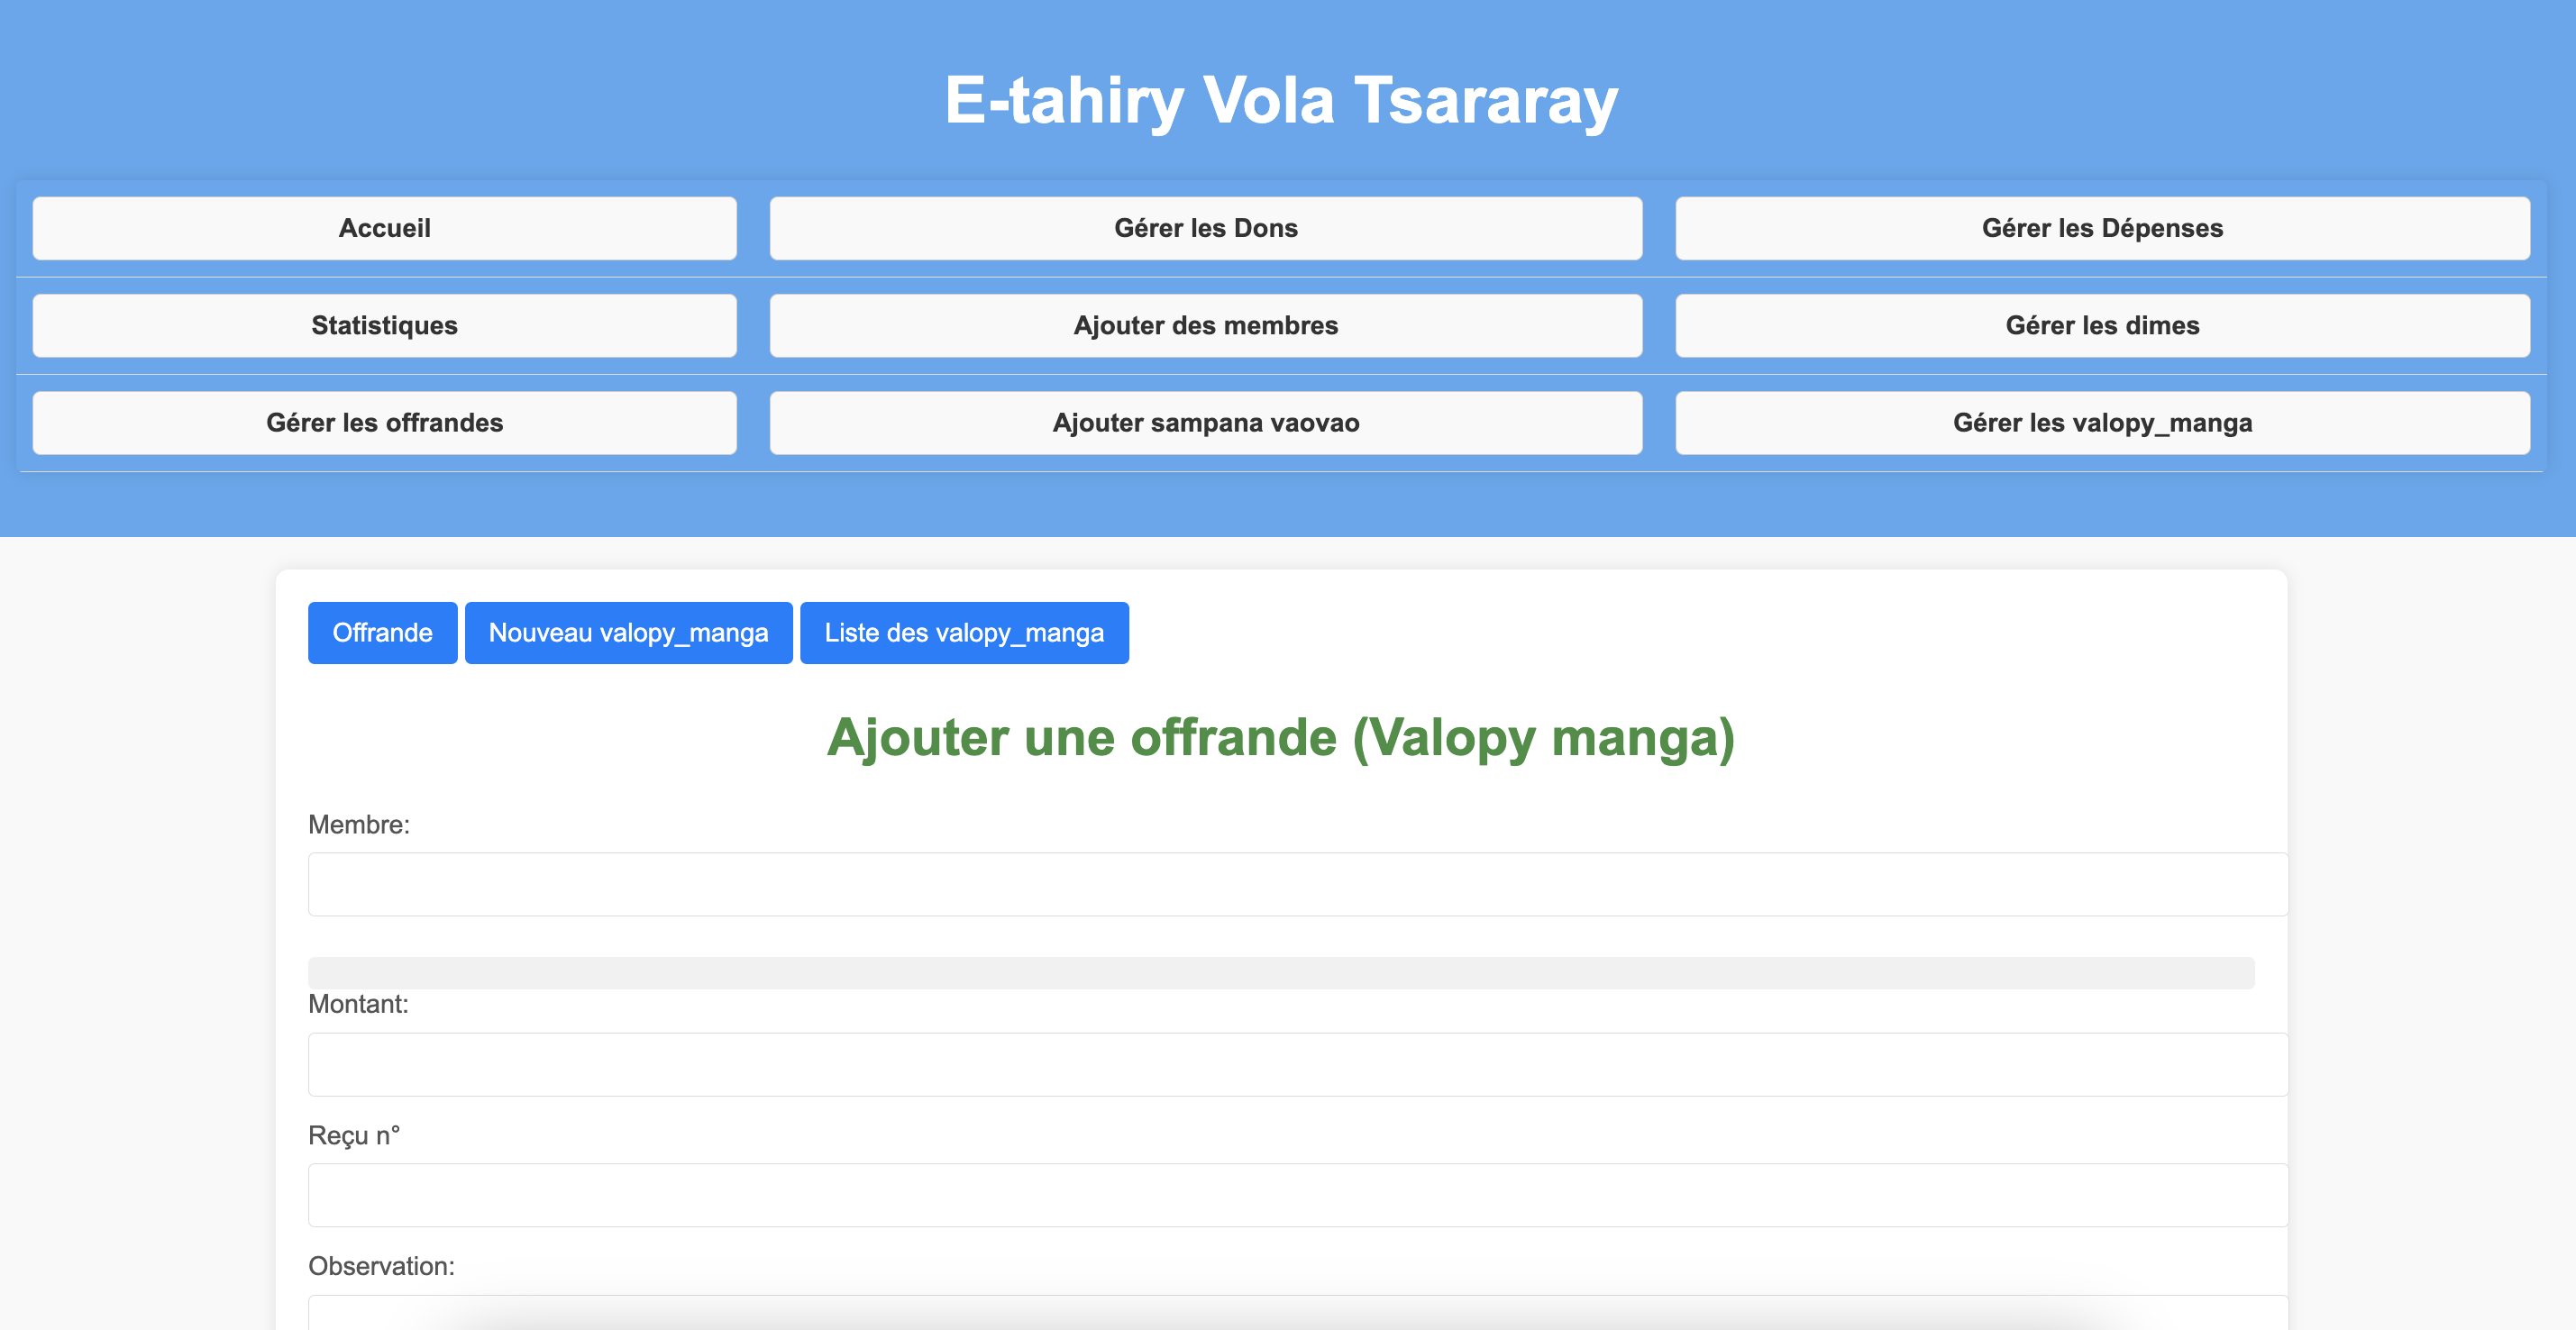 E-tahiry Vola Tsararay
Accueil
Gérer les Dons
Gérer les Dépenses
Statistiques
Ajouter des membres
Gérer les dimes
Gérer les offrandes
Ajouter sampana vaovao
Gérer les valopy_manga
Offrande
Nouveau valopy_manga
Liste des valopy_manga
Ajouter une offrande (Valopy manga)
Membre:
Montant:
Reçu n°
Observation: